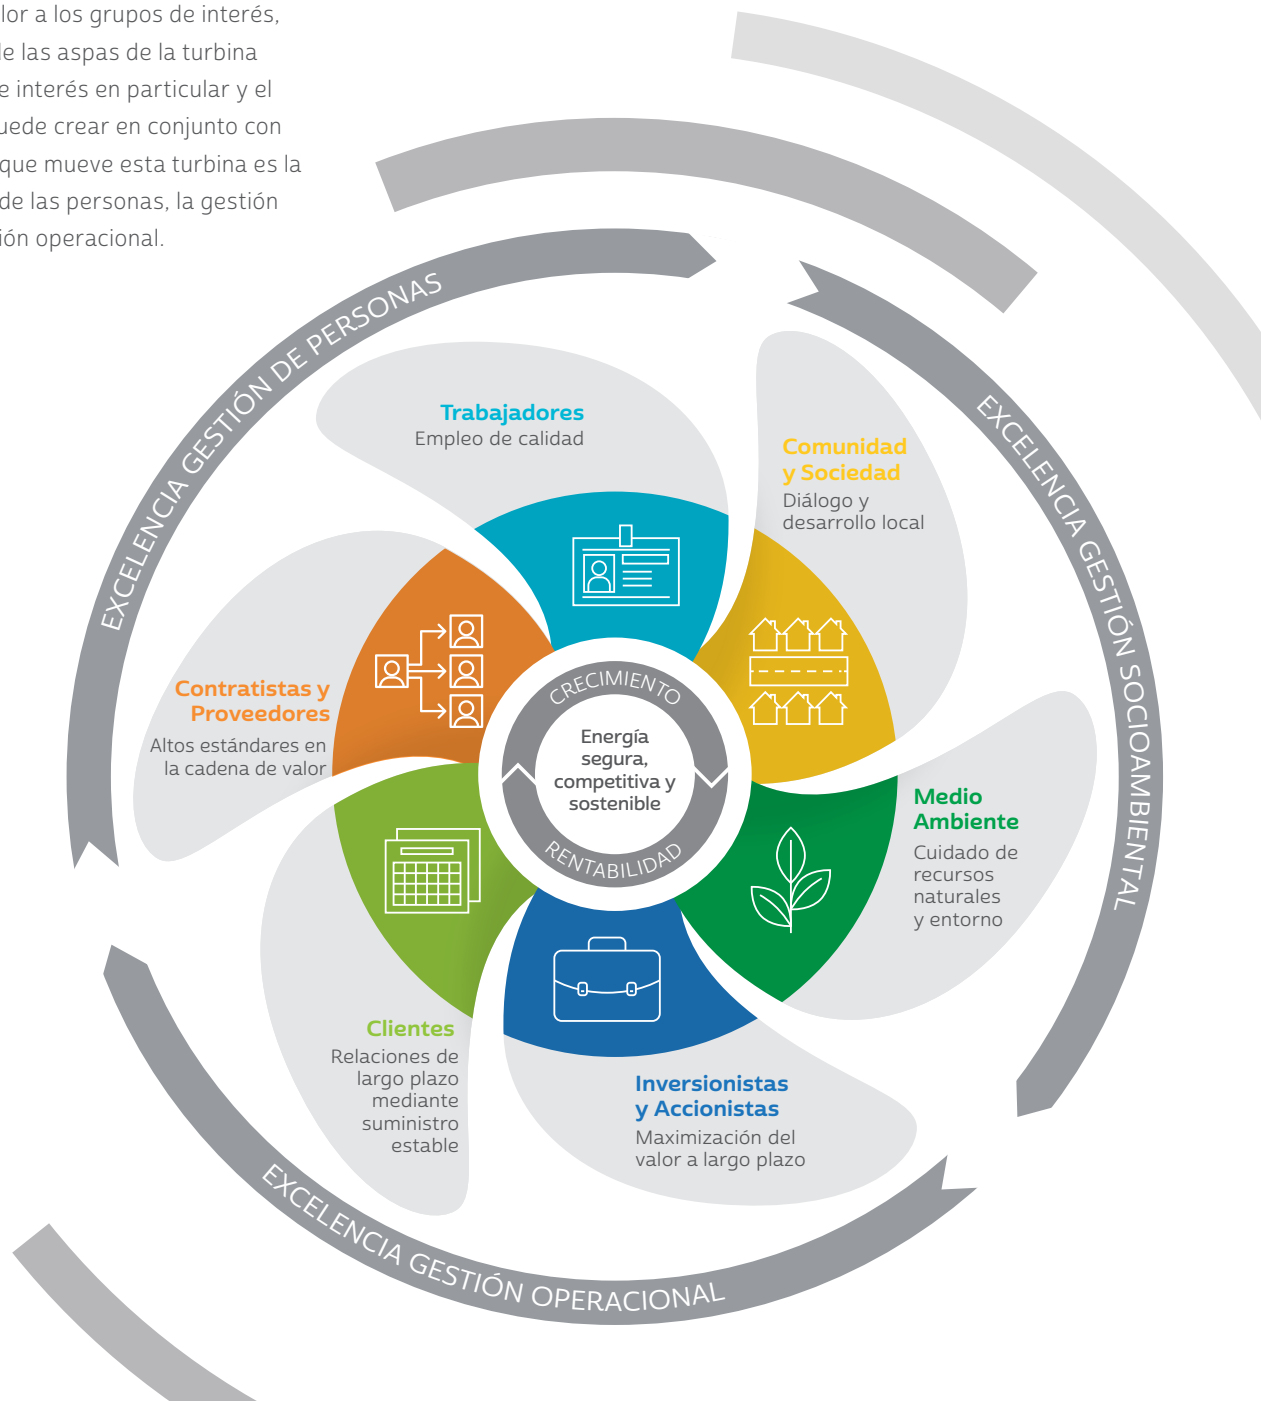 lor a los grupos de interés,
de las aspas de la turbina
e interés en particular y el
uede crear en conjunto con
que mueve esta turbina es la
de las personas, la gestión
ión operacional.
EXCELENCIA GESTIÓN DE PERSONAS
EXCELENCIA GESTIÓN SOCIOAMBIENTAL
Trabajadores
Empleo de calidad
Comunidad
y Sociedad
Diálogo y
desarrollo local
Contratistas y
Proveedores
Altos estándares en
la cadena de valor
CRECIMIENTO
Energía
segura,
competitiva y
sostenible
RENTABILIDAD
Medio
Ambiente
Cuidado de
recursos
naturales
y entorno
Clientes
Relaciones de
largo plazo
mediante
suministro
estable
Inversionistas
y Accionistas
Maximización del
valor a largo plazo
EXCELENCIA GESTIÓN OPERACIONAL